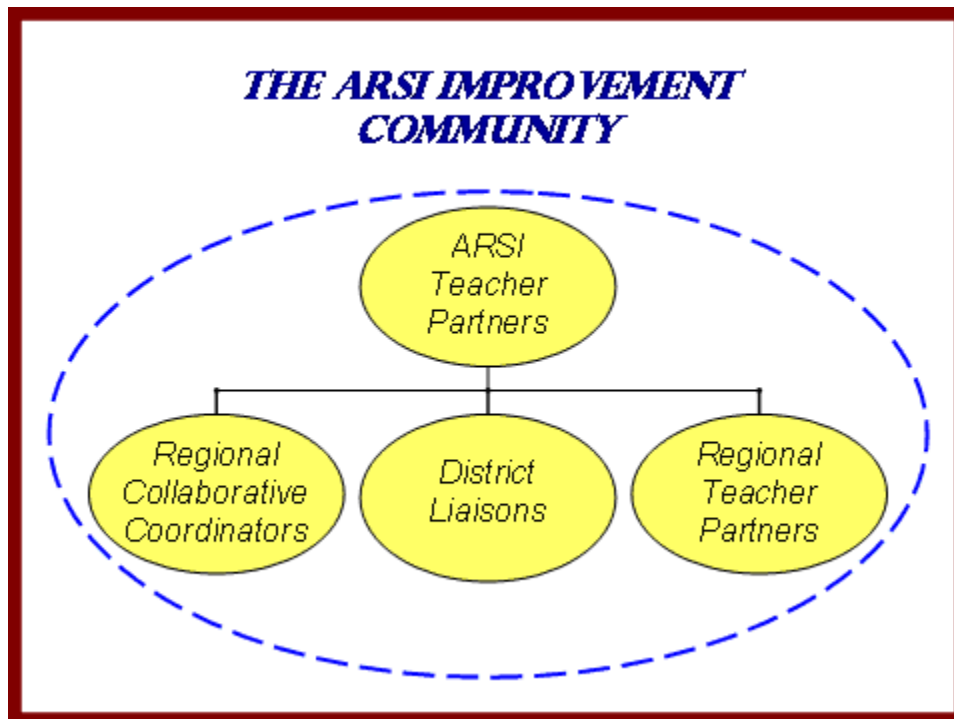 THE ARSI IMPROVEMENT
COMMUNITY
ARSI
Teacher
Partners
Regional
Collaborative
Coordinators
District
Liaisons
Regional
Teacher
Partners